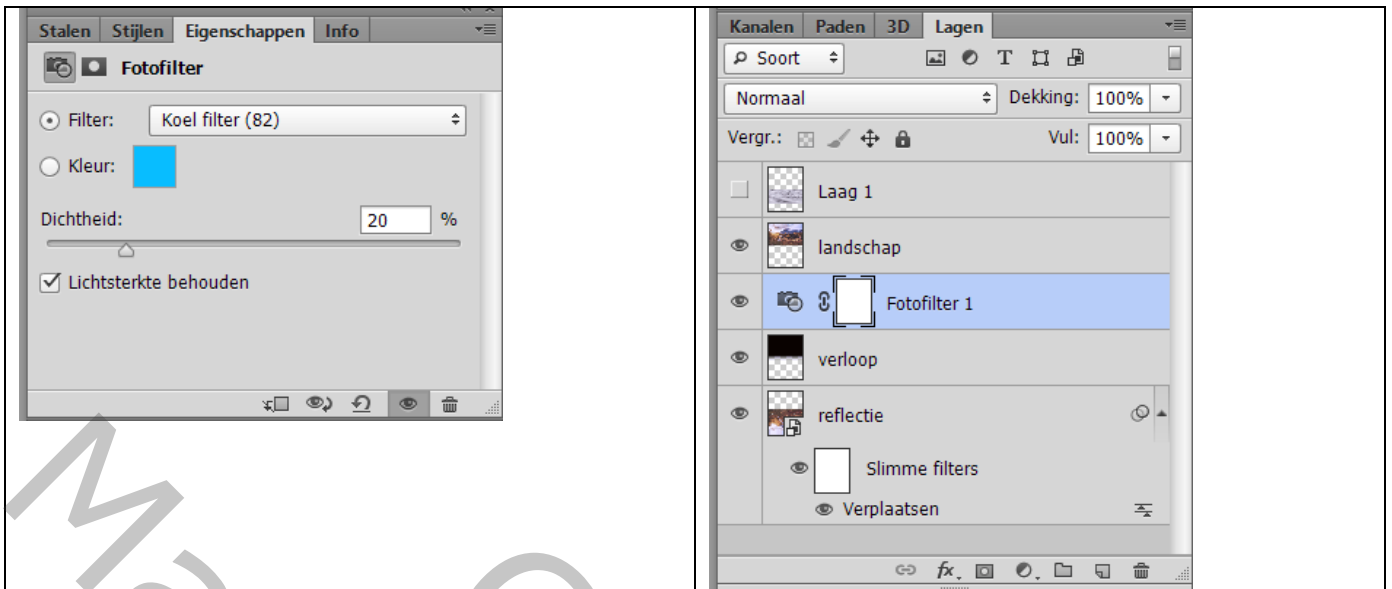 Stalen Stijlen Eigenschappen Info
Fotofilter
Filter: Koel filter (82)
Kleur:
Dichtheid: 20 %
Lichtsterkte behouden
Kanalen Paden 3D Lagen
Soort T
Normaal Dekking: 100%
Vergr.: Vul: 100%
Laag 1
landschap
Fotofilter 1
verloop
reflectie
Slimme filters
Verplaatsen
fx